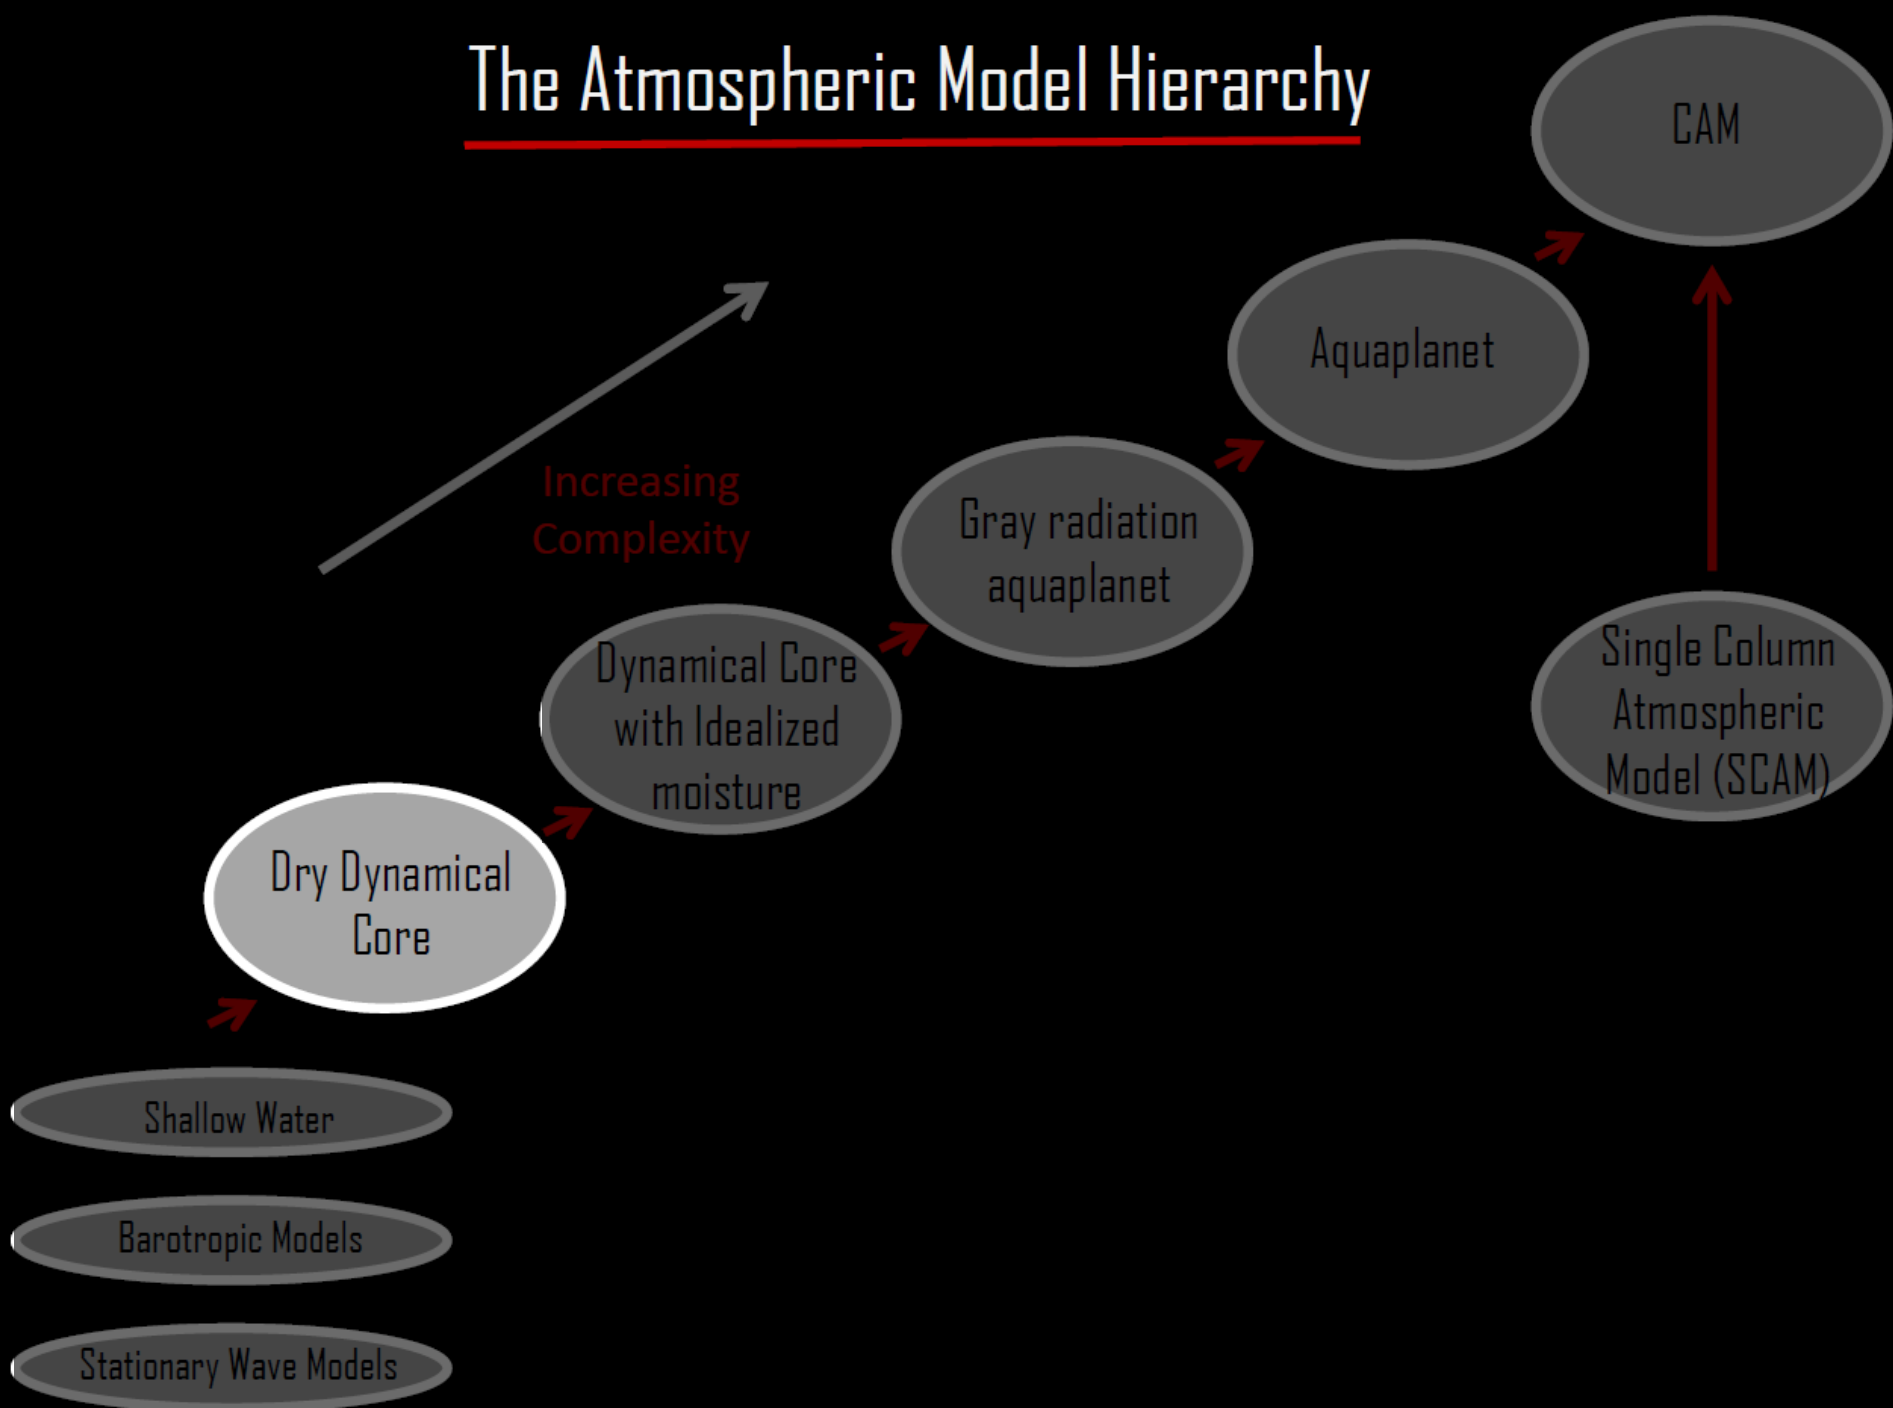 The Atmospheric Model Hierarchy
CAM
Aquaplanet
Increasing
Complexity
Gray radiation
aquaplanet
Dynamical Core
with Idealized
moisture
Single Column
Atmospheric
Model (SCAM)
Dry Dynamical
Core
Shallow Water
Barotropic Models
Stationary Wave Models